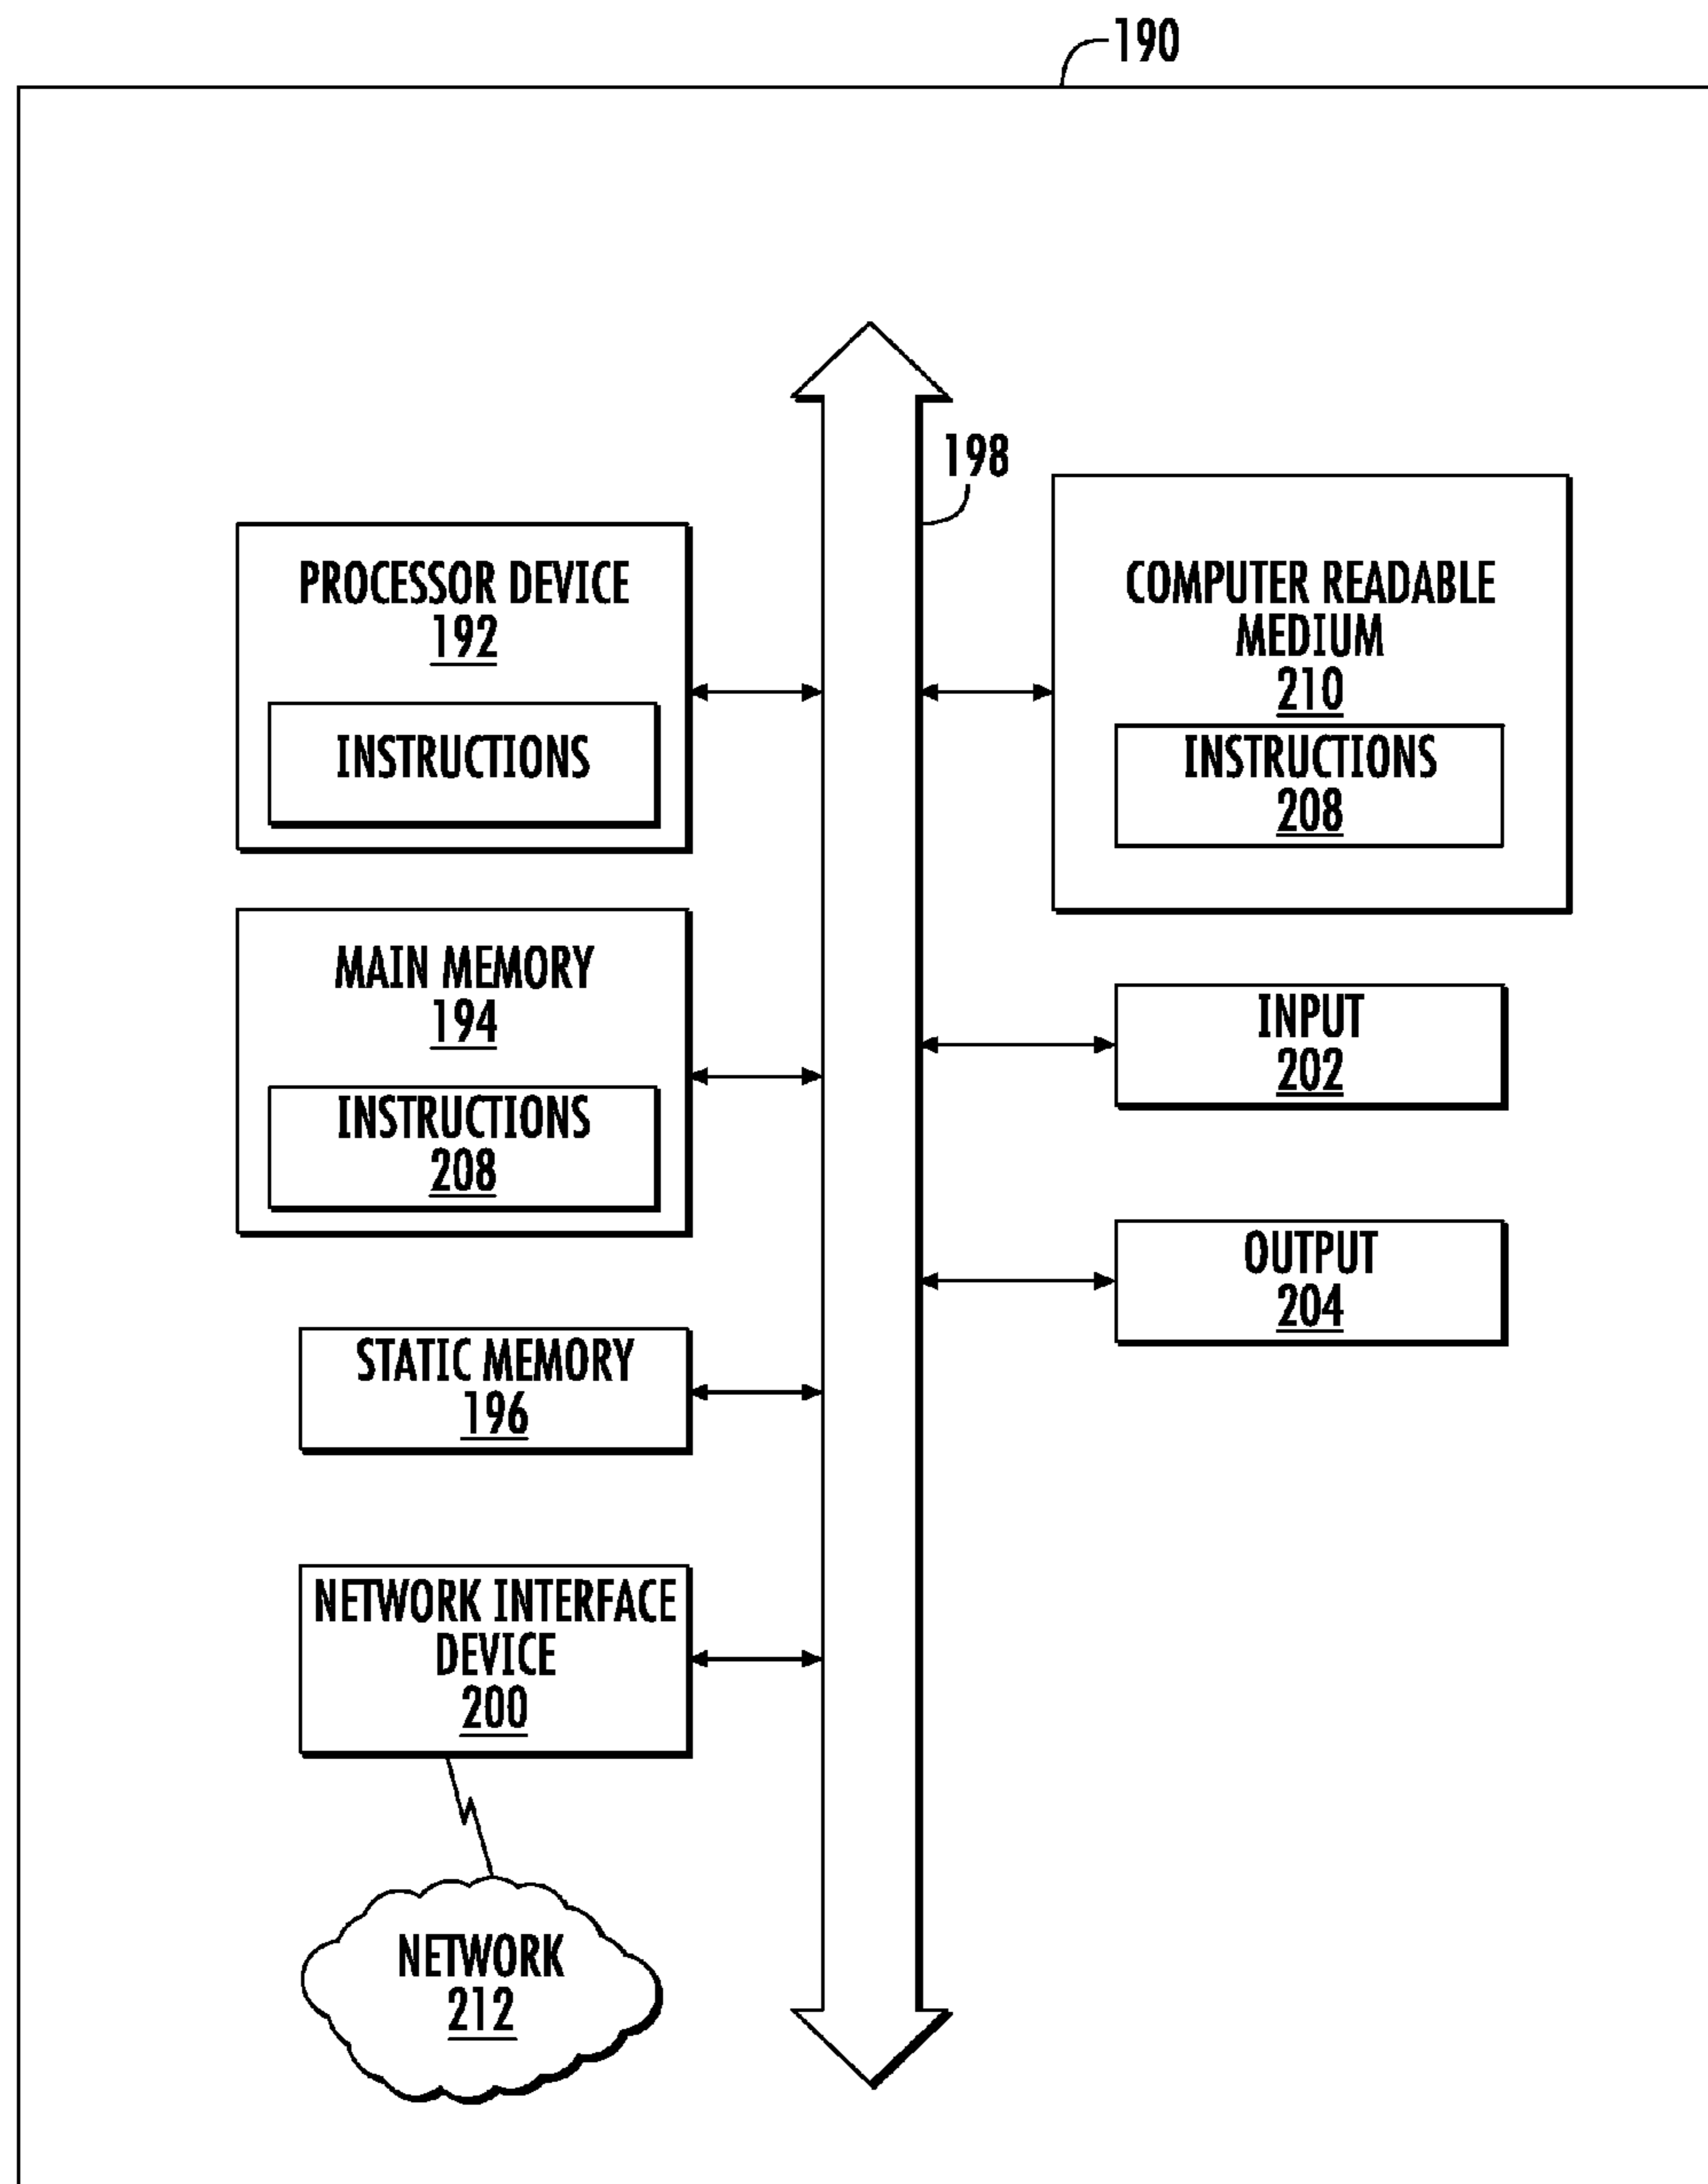 190
198
PROCESSOR DEVICE
192
INSTRUCTIONS
COMPUTER READABLE
MEDIUM
210
INSTRUCTIONS
208
MAIN MEMORY
194
INSTRUCTIONS
208
INPUT
202
OUTPUT
204
STATIC MEMORY
196
NETWORK INTERFACE
DEVICE
200
NETWORK
212